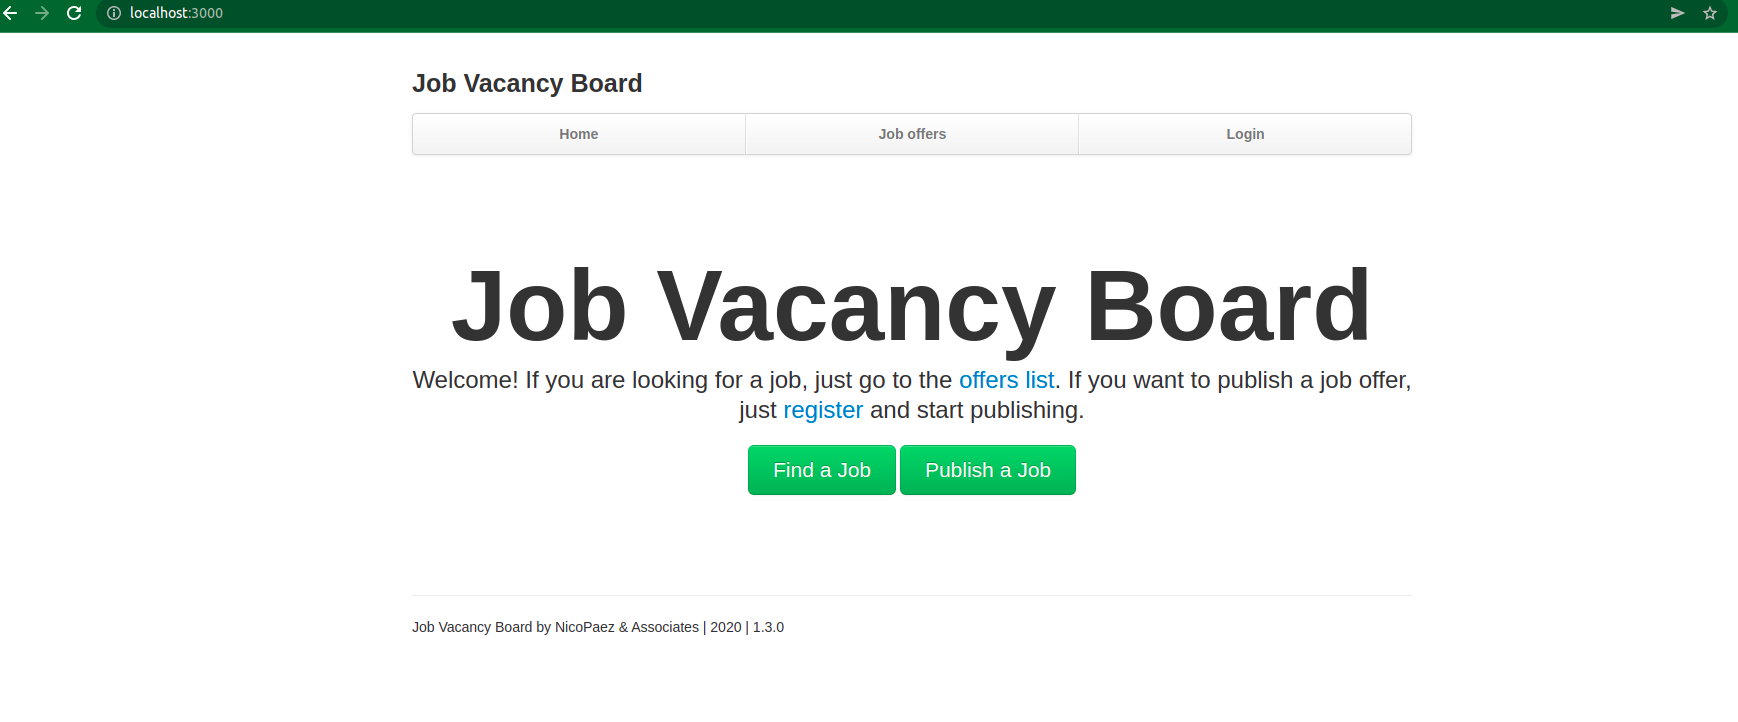 localhost:3000
Job Vacancy Board
Home
Job offers
Login
Job Vacancy Board
Welcome! If you are looking for a job, just go to the offers list. If you want to publish a job offer,
just register and start publishing.
Find a Job
Publish a Job
Job Vacancy Board by NicoPaez & Associates | 2020 | 1.3.0